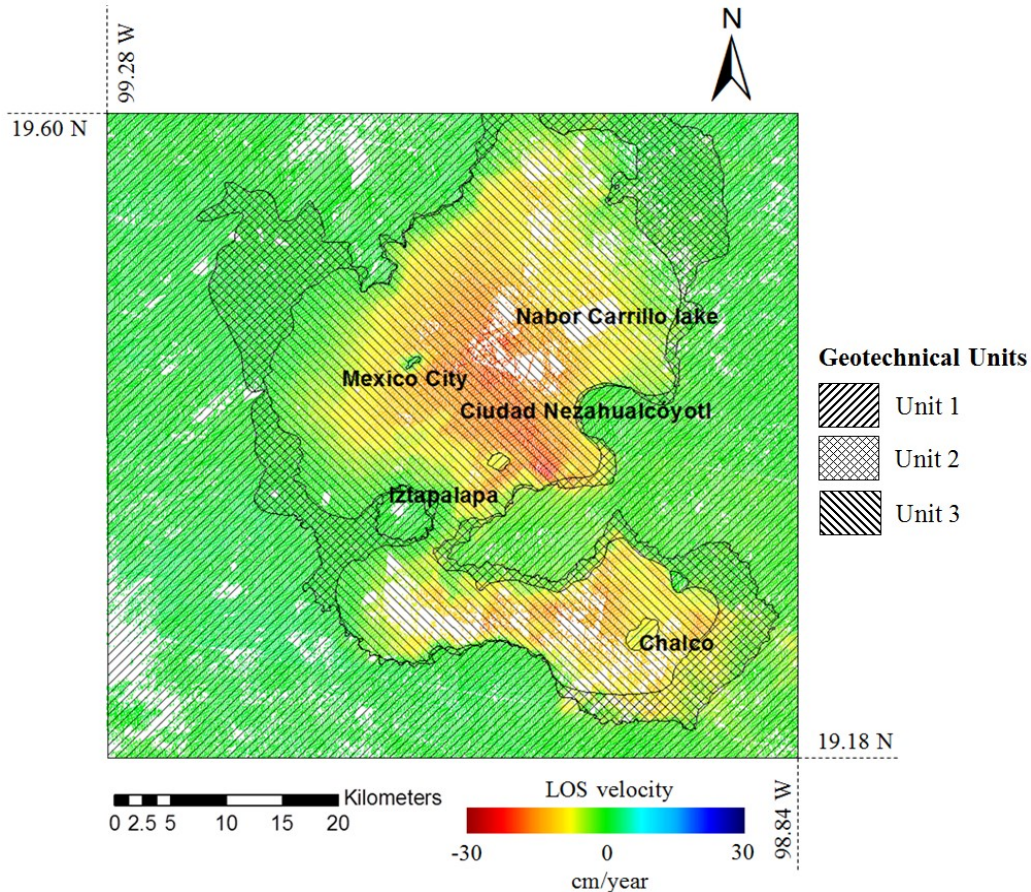 N
99.28 W
19.60 N
Nabor Carrillo lake
Mexico City
Ciudad Nezahualcóyotl
Iztapalapa
Chalco
Geotechnical Units
Unit 1
Unit 2
Unit 3
19.18 N
98.84 W
Kilometers
0 2.5 5 10 15 20
LOS velocity
-30 0 30
cm/year